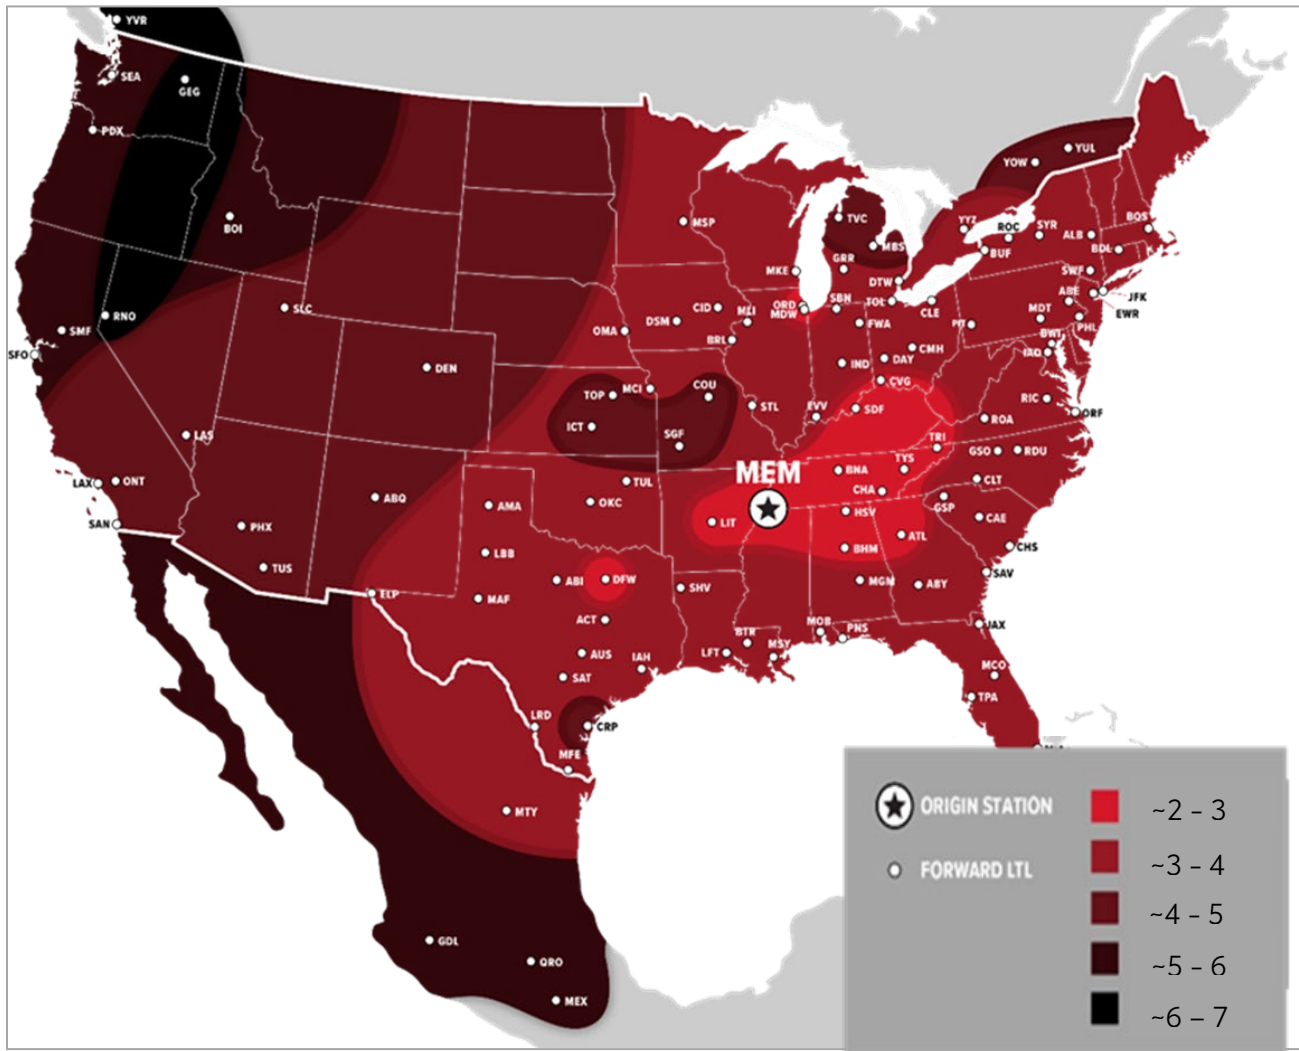 YVR
SEA
GEG
PDX
YUL
YOW
BOI
TVC
MSP
YYZ
ROC
SYR
BOS
ALB
MBS
BUF
BDL
GRR
MKE
SWF
DTW
ABE
JFK
SLC
CID
MLI
ORD
MDW
SBN
TOL
CLE
EWR
RNO
SMF
DSM
OMA
FWA
PIT
MDT
PHL
BWI
BRL
SFO
CMH
IAD
DAY
IND
DEN
CVG
TOP
MCI
COU
RIC
STL
EVV
SDF
ORF
ROA
ICT
SGF
LAS
TRI
GSO
RDU
TYS
MEM
BNA
LAX
ONT
TUL
CHA
CLT
ABQ
AMA
OKC
GSP
HSV
CAE
SAN
PHX
LIT
ATL
BHM
CHS
LBB
TUS
ABI
DFW
SHV
MGM
ABY
SAV
ELP
MAF
ACT
MOB
PNS
JAX
BTR
MSY
AUS
IAH
LFT
MCO
SAT
TPA
LRD
CRP
MFE
MTY
ORIGIN STATION
~2 - 3
FORWARD LTL
~3 - 4
~4 - 5
~5 - 6
~6 - 7
GDL
QRO
MEX